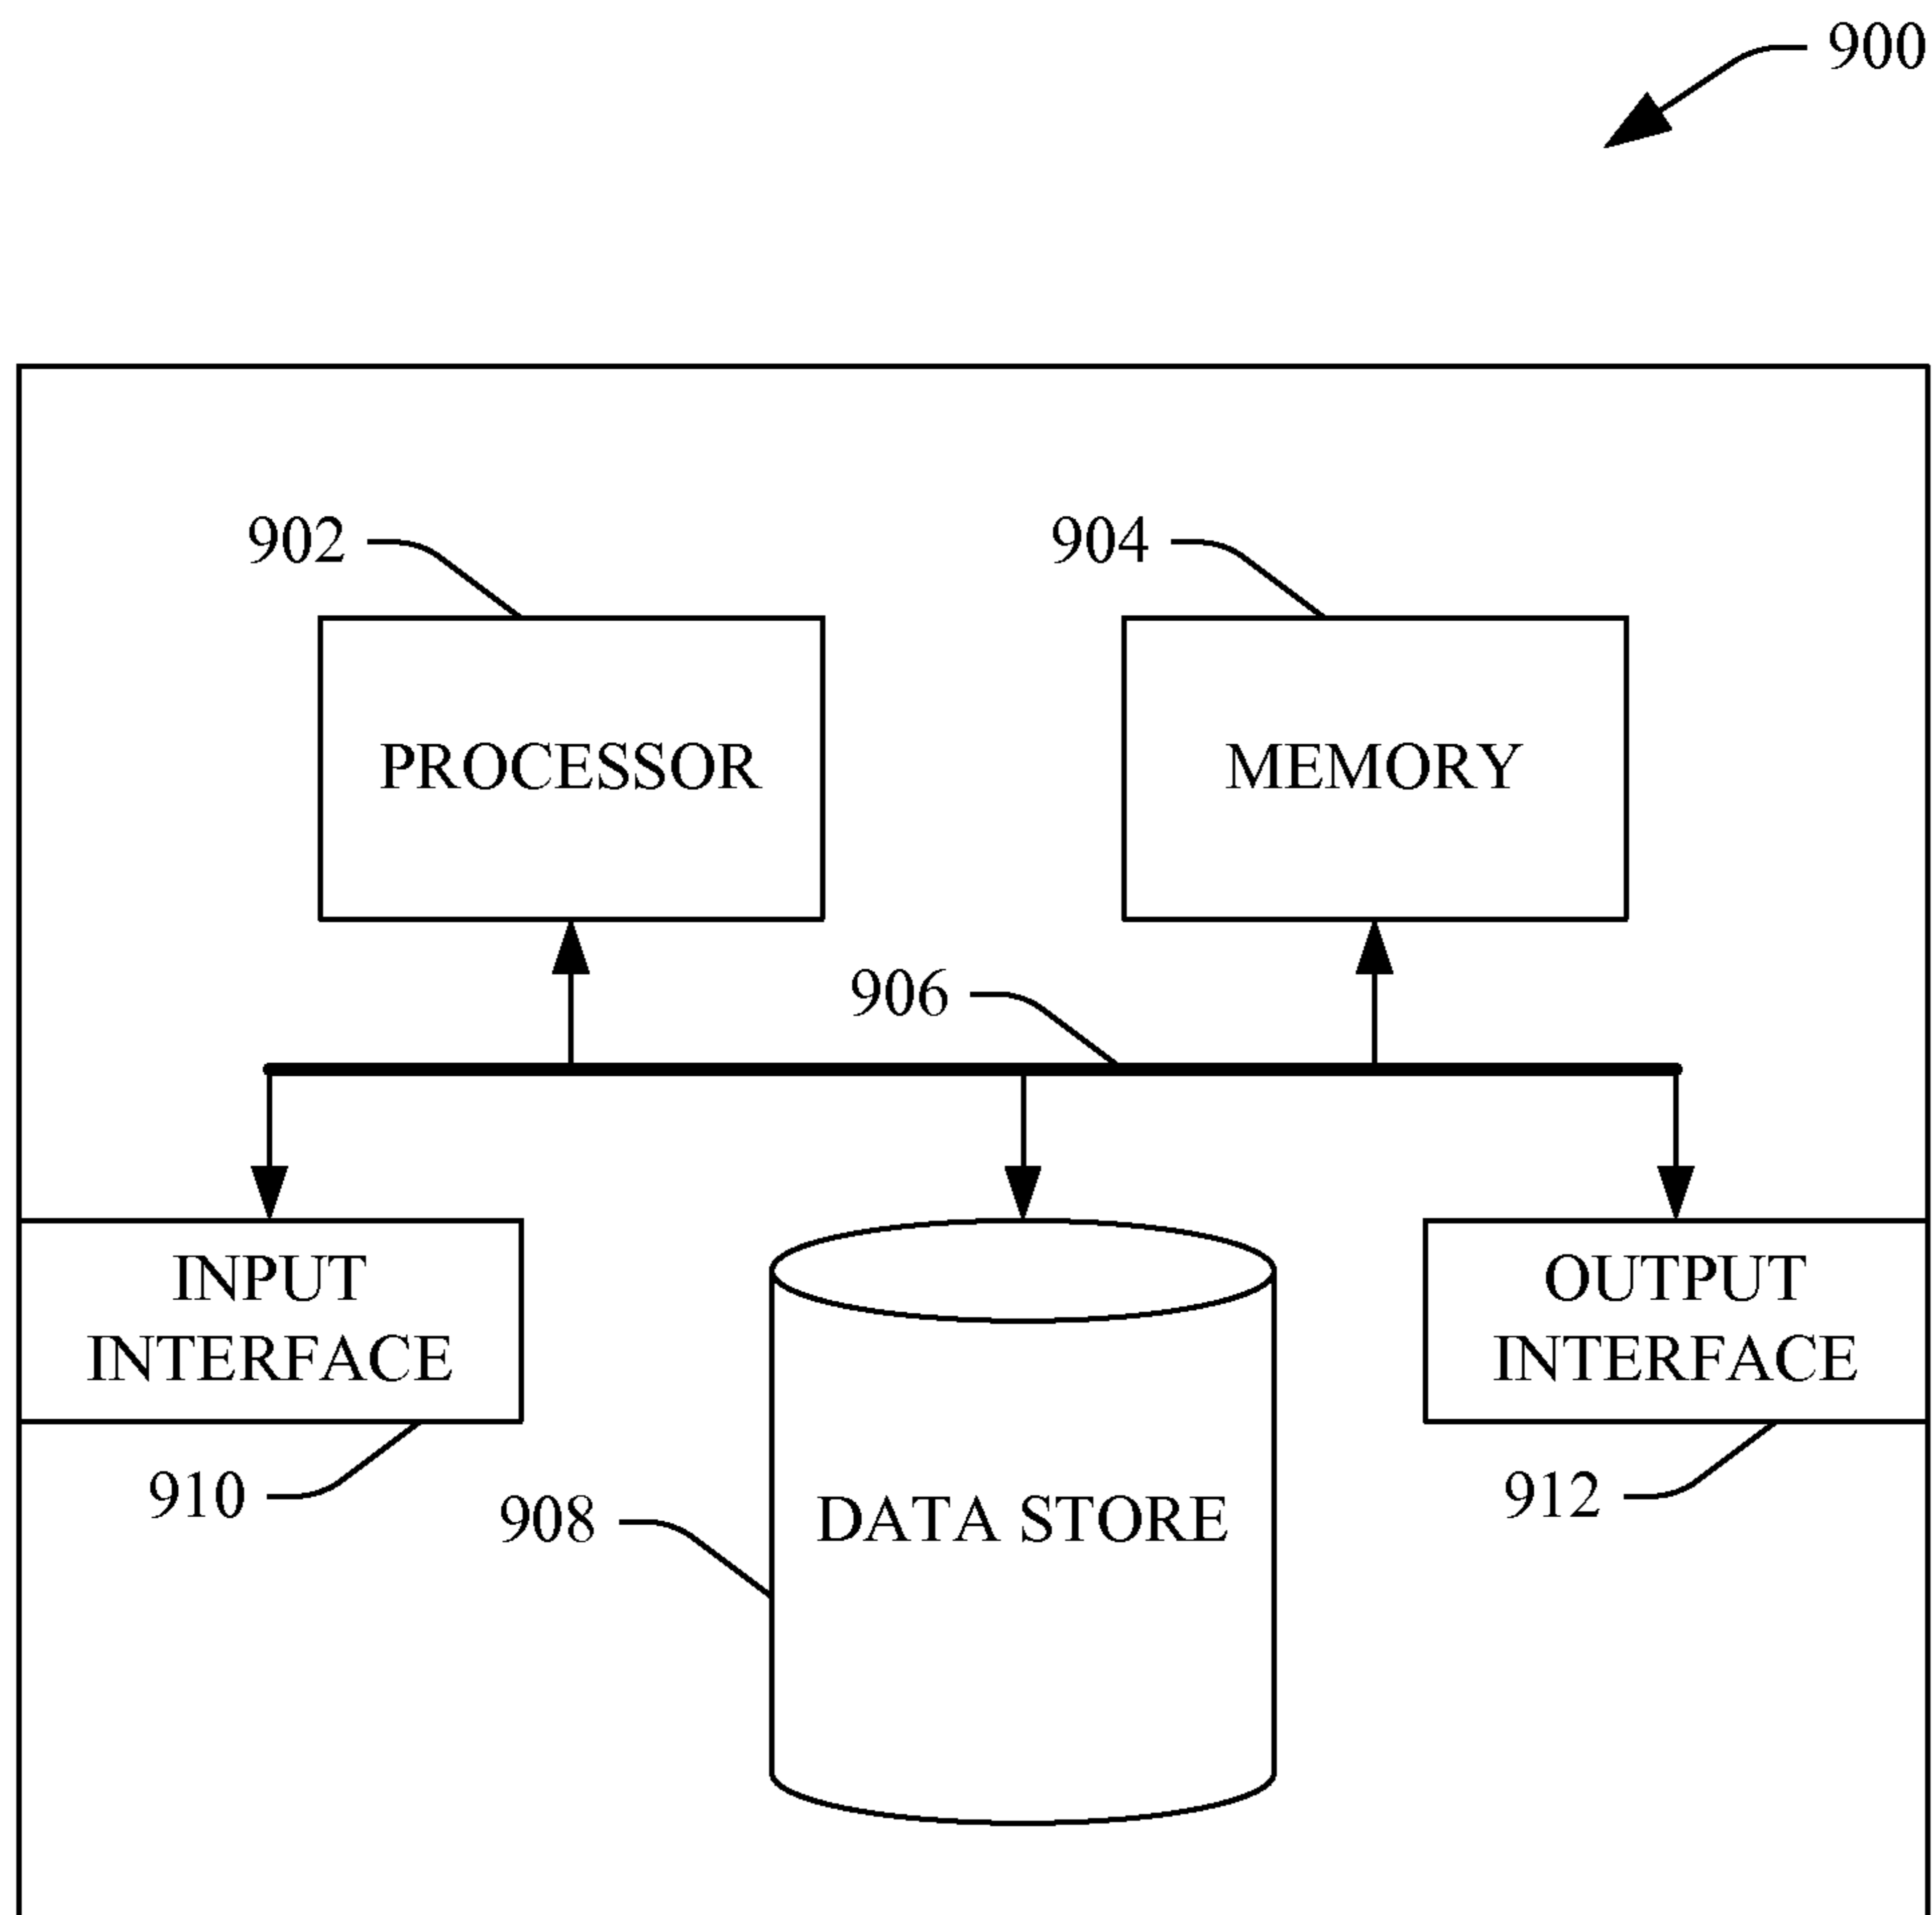 900
902
904
PROCESSOR
MEMORY
906
INPUT
INTERFACE
OUTPUT
INTERFACE
910
908
DATA STORE
912